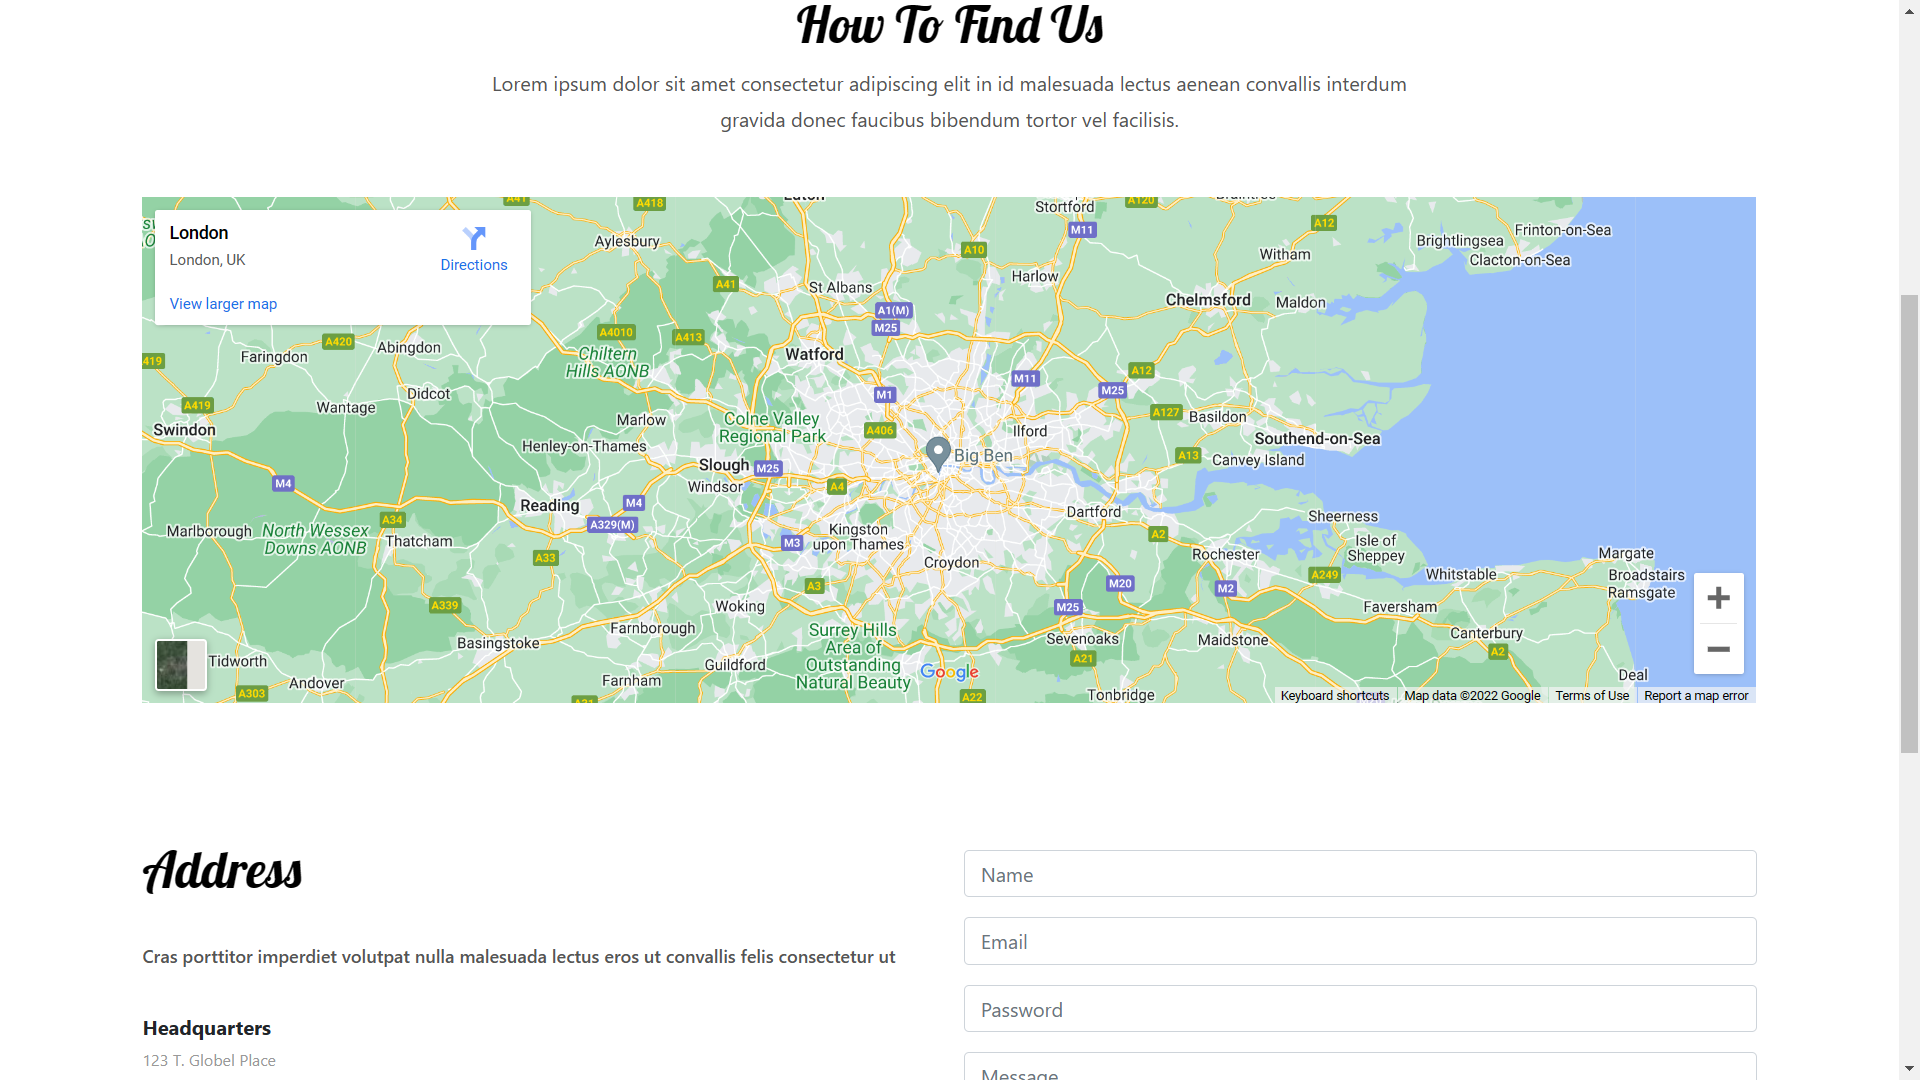 How To Find Us
Lorem ipsum dolor sit amet consectetur adipiscing elit in id malesuada lectus aenean convallis interdum
gravida donec faucibus bibendum tortor vel facilisis.
London
London, UK
Directions
View larger map
A418
Stortford
A120
M11
A12
Frinton-on-Sea
Brightlingsea
Clacton-on-Sea
Aylesbury
A10
Witham
Harlow
A41
St Albans
Chelmsford
Maldon
A1(M)
M25
A4010
A413
A420
Abingdon
Faringdon
Watford
Chiltern
Hills AONB
419
Didcot
M11
A12
M25
M1
A419
Wantage
Swindon
Marlow
Colne Valley
Regional Park
A406
Ilford
A127
Basildon
Southend-on-Sea
Henley-on-Thames
Big Ben
A13
Canvey Island
Slough
M25
Windsor
M4
A4
Reading
M4
A329(M)
A34
Dartford
Sheerness
Marlborough
North Wessex
Downs AONB
Thatcham
Kingston
upon Thames
M3
A2
Isle of
Sheppey
Rochester
Margate
A33
Croydon
Whitstable
Broadstairs
Ramsgate
A249
M20
M2
A3
A339
Woking
M25
Faversham
Farnborough
Basingstoke
Surrey Hills
Area of
Outstanding
Natural Beauty
Sevenoaks
Maidstone
Canterbury
A2
Tidworth
Guildford
A21
Google
Deal
Andover
A303
Farnham
A31
A22
Tonbridge
Keyboard shortcuts
Map data ©2022 Google
Terms of Use
Report a map error
Address
Cras porttitor imperdiet volutpat nulla malesuada lectus eros ut convallis felis consectetur ut
Headquarters
123 T. Globel Place
Name
Email
Password
Message